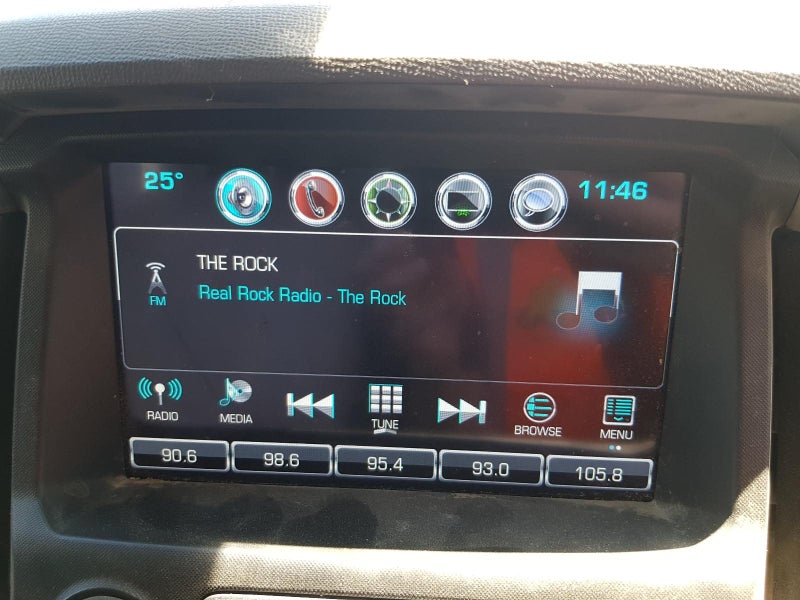 25° 11:46
THE ROCK
FM
Real Rock Radio - The Rock
RADIO MEDIA TUNE BROWSE MENU
90.6 98.6 95.4 93.0 105.8